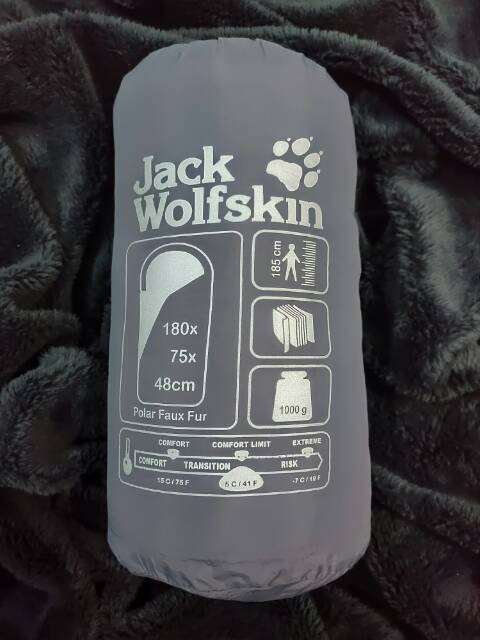 Jack
Wolfskin
180x
75x
48cm
Polar Faux Fur
185 cm
1000 g
COMFORT COMFORT LIMIT EXTREME
COMFORT TRANSITION RISK
15 C / 75 F 5 C / 41 F -7 C / 19 F